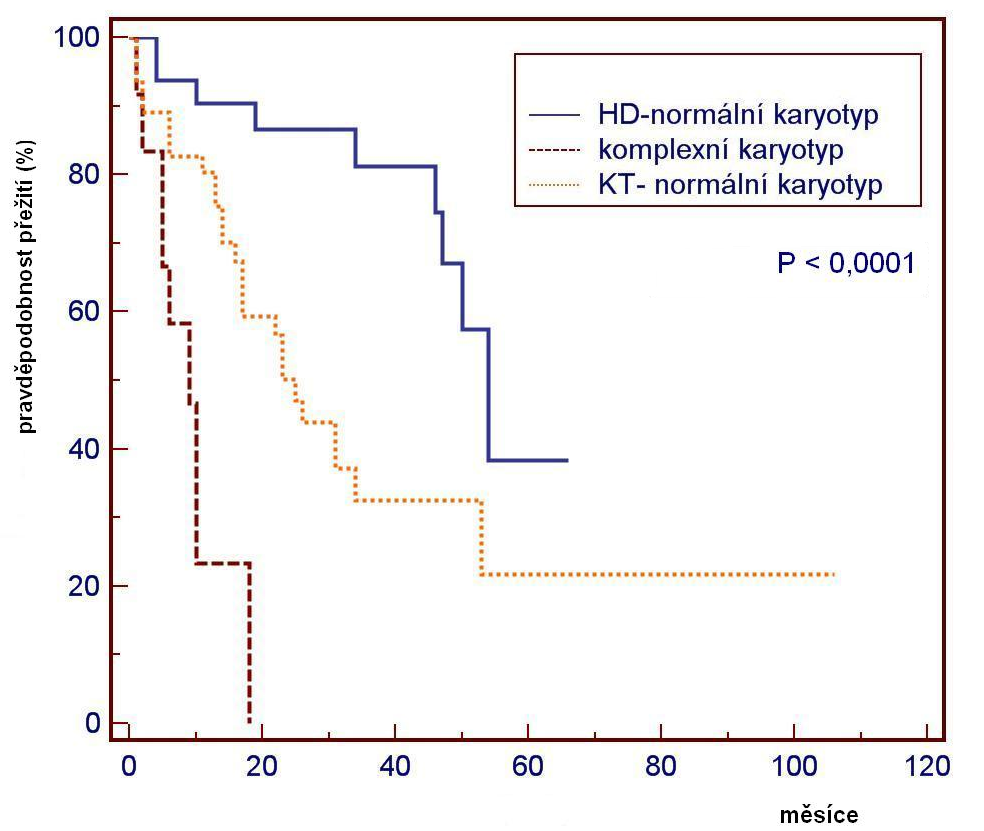 pravděpodobnost přežití (%)
100
80
60
40
20
0
HD-normální karyotyp
komplexní karyotyp
KT- normální karyotyp
P < 0,0001
0 20 40 60 80 100 120
měsíce